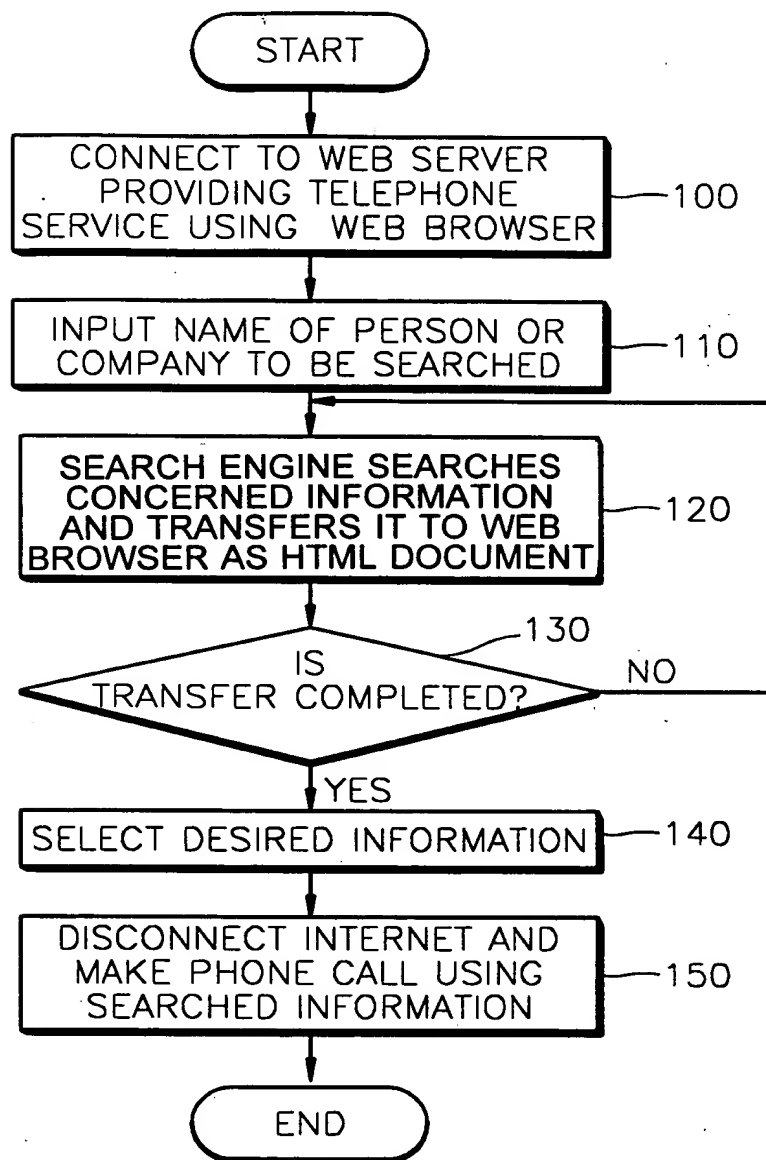 START
CONNECT TO WEB SERVER
PROVIDING TELEPHONE
SERVICE USING WEB BROWSER
100
INPUT NAME OF PERSON OR
COMPANY TO BE SEARCHED
110
SEARCH ENGINE SEARCHES
CONCERNED INFORMATION
AND TRANSFERS IT TO WEB
BROWSER AS HTML DOCUMENT
120
130
IS
TRANSFER COMPLETED?
NO
YES
SELECT DESIRED INFORMATION
140
DISCONNECT INTERNET AND
MAKE PHONE CALL USING
SEARCHED INFORMATION
150
END